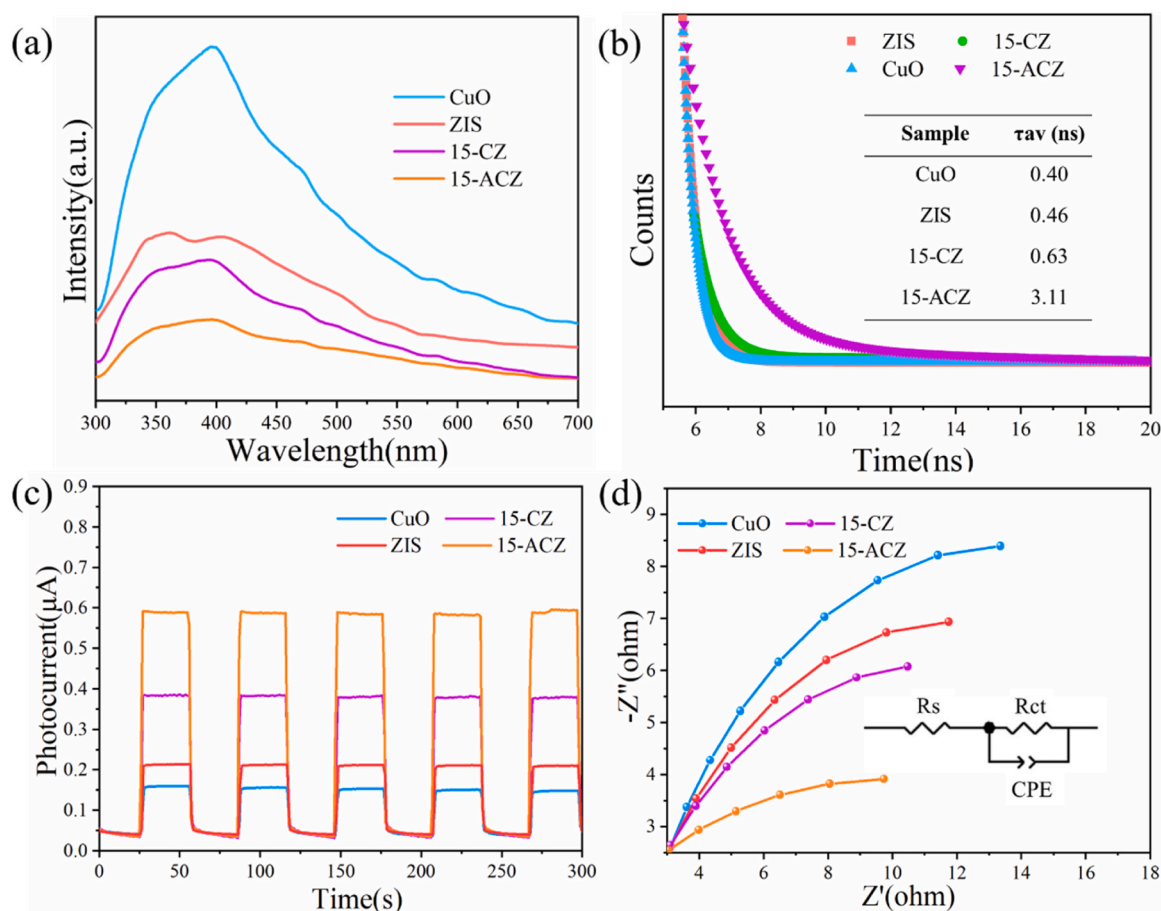 (a)
Intensity(a.u.)
CuO
ZIS
15-CZ
15-ACZ
300 350 400 450 500 550 600 650 700
Wavelength(nm)
(b)
Counts
ZIS 15-CZ
CuO 15-ACZ
Sample τav (ns)
CuO 0.40
ZIS 0.46
15-CZ 0.63
15-ACZ 3.11
6 8 10 12 14 16 18 20
Time(ns)
(c)
Photocurrent(μA)
0.9
0.8
0.7
0.6
0.5
0.4
0.3
0.2
0.1
0.0
CuO 15-CZ
ZIS 15-ACZ
0 50 100 150 200 250 300
Time(s)
(d)
-Z"(ohm)
9
8
7
6
5
4
3
CuO 15-CZ
ZIS 15-ACZ
Rs Rct
CPE
4 6 8 10 12 14 16 18
Z'(ohm)